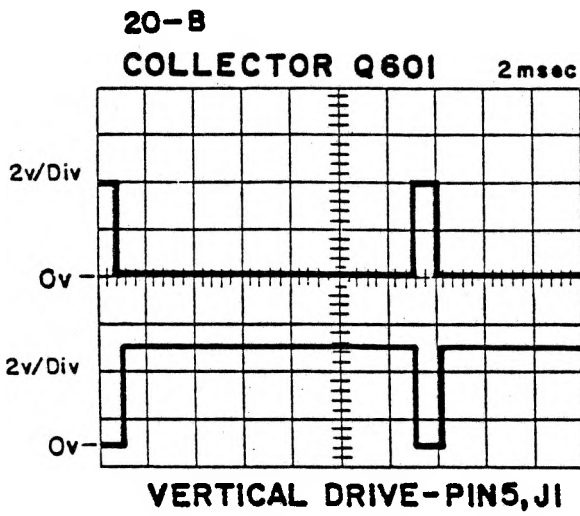 20-B
COLLECTOR Q601 2msec
2v/Div
0v
2v/Div
0v
VERTICAL DRIVE-PIN5,J1